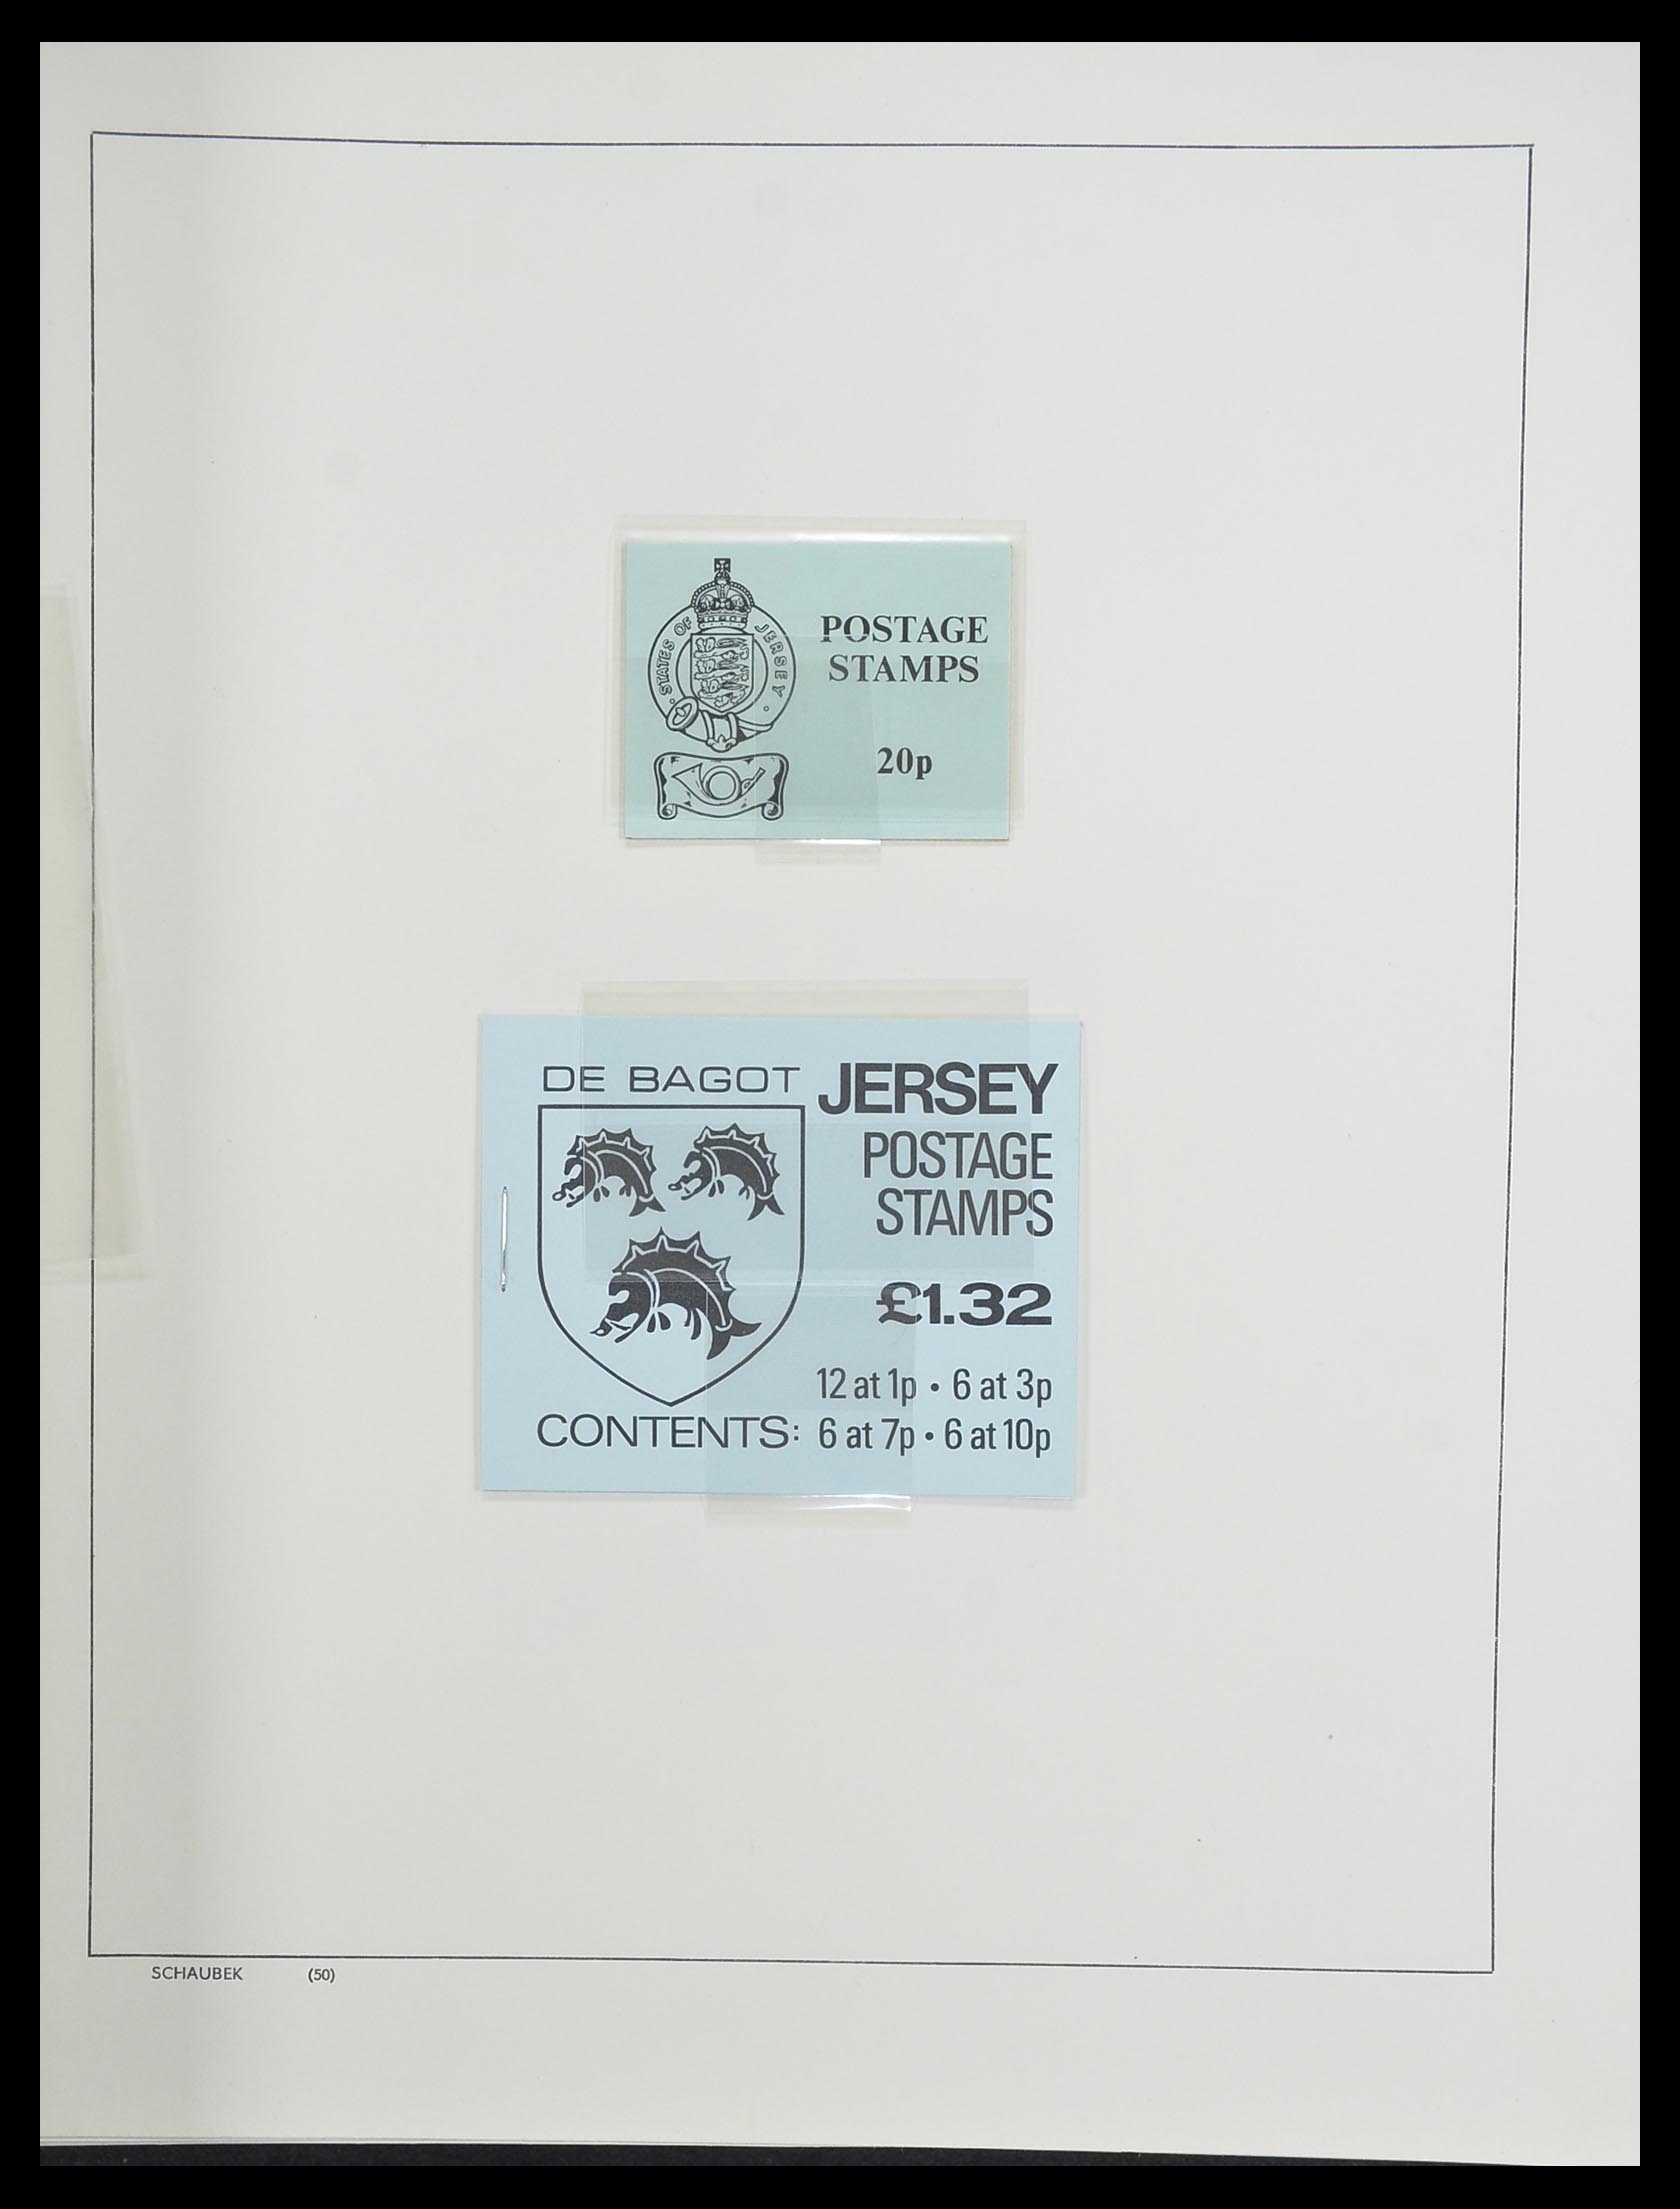 STATES OF JERSEY
POSTAGE
STAMPS
20p
DE BAGOT
JERSEY
POSTAGE
STAMPS
£1.32
12 at 1p • 6 at 3p
CONTENTS: 6 at 7p • 6 at 10p
SCHAUBEK (50)